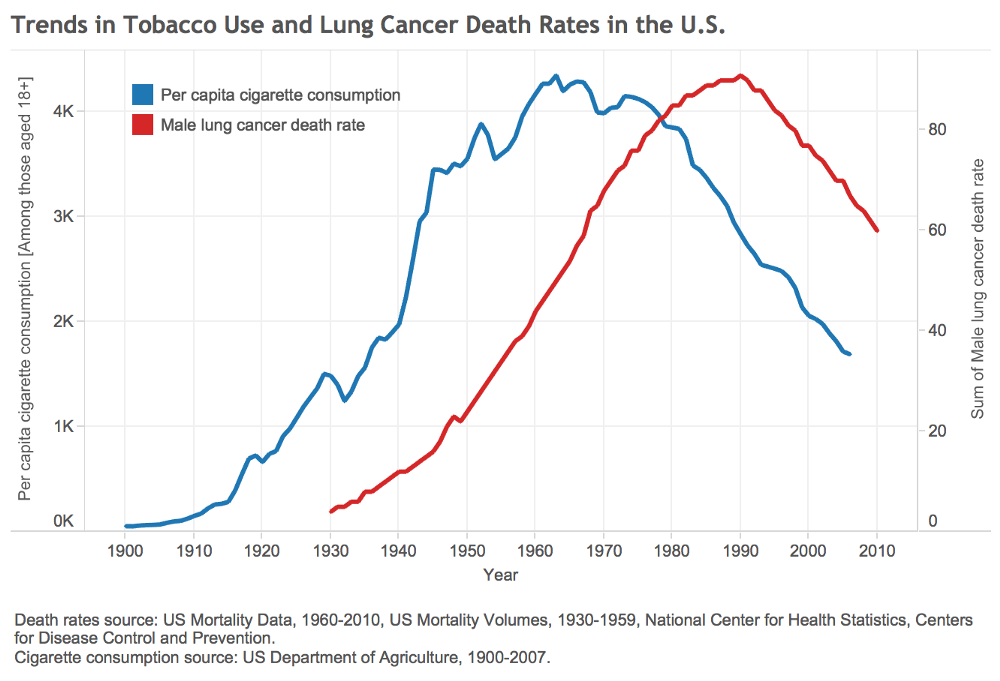 Trends in Tobacco Use and Lung Cancer Death Rates in the U.S.
Per capita cigarette consumption
Male lung cancer death rate
Per capita cigarette consumption [Among those aged 18+]
4K
3K
2K
1K
0K
80
60
40
20
0
Sum of Male lung cancer death rate
1900 1910 1920 1930 1940 1950 1960 1970 1980 1990 2000 2010
Year
Death rates source: US Mortality Data, 1960-2010, US Mortality Volumes, 1930-1959, National Center for Health Statistics, Centers
for Disease Control and Prevention.
Cigarette consumption source: US Department of Agriculture, 1900-2007.